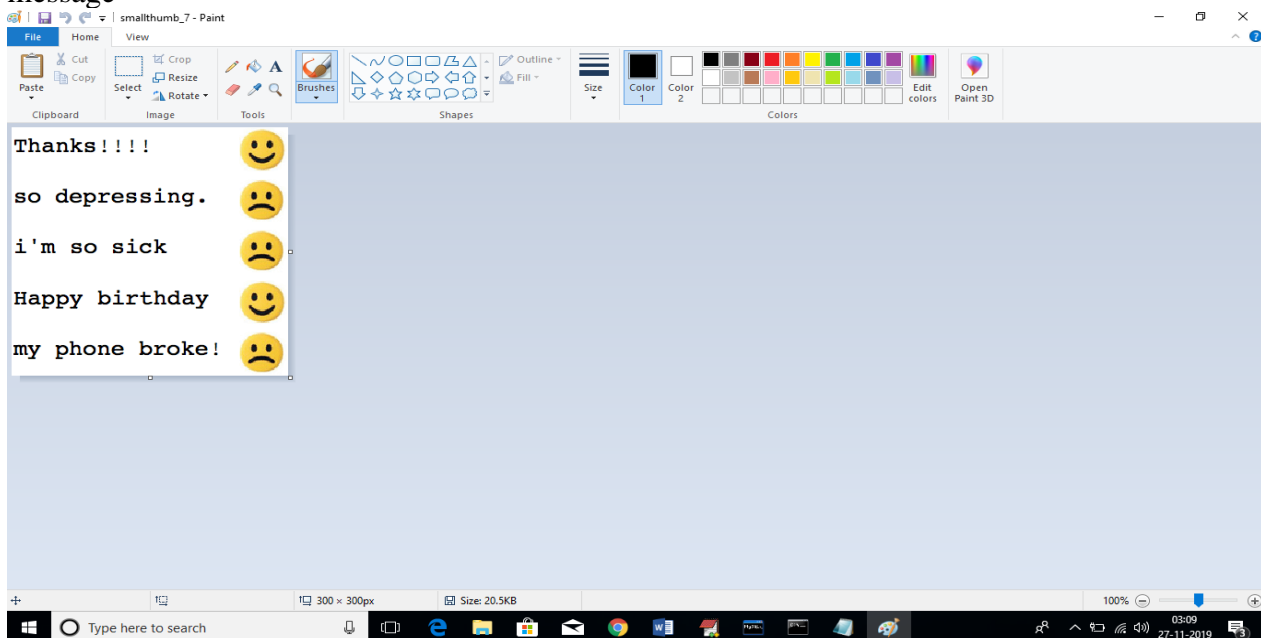 message
smallthumb_7 - Paint
File Home View
Paste
Cut
Copy
Clipboard
Select
Crop
Resize
Rotate
Image
A
Tools
Brushes
Outline
Fill
Shapes
Size
Color 1
Color 2
Colors
Edit colors
Open Paint 3D
Thanks!!!!
so depressing.
i'm so sick
Happy birthday
my phone broke!
300 × 300px
Size: 20.5KB
100%
Type here to search
03:09
27-11-2019
3